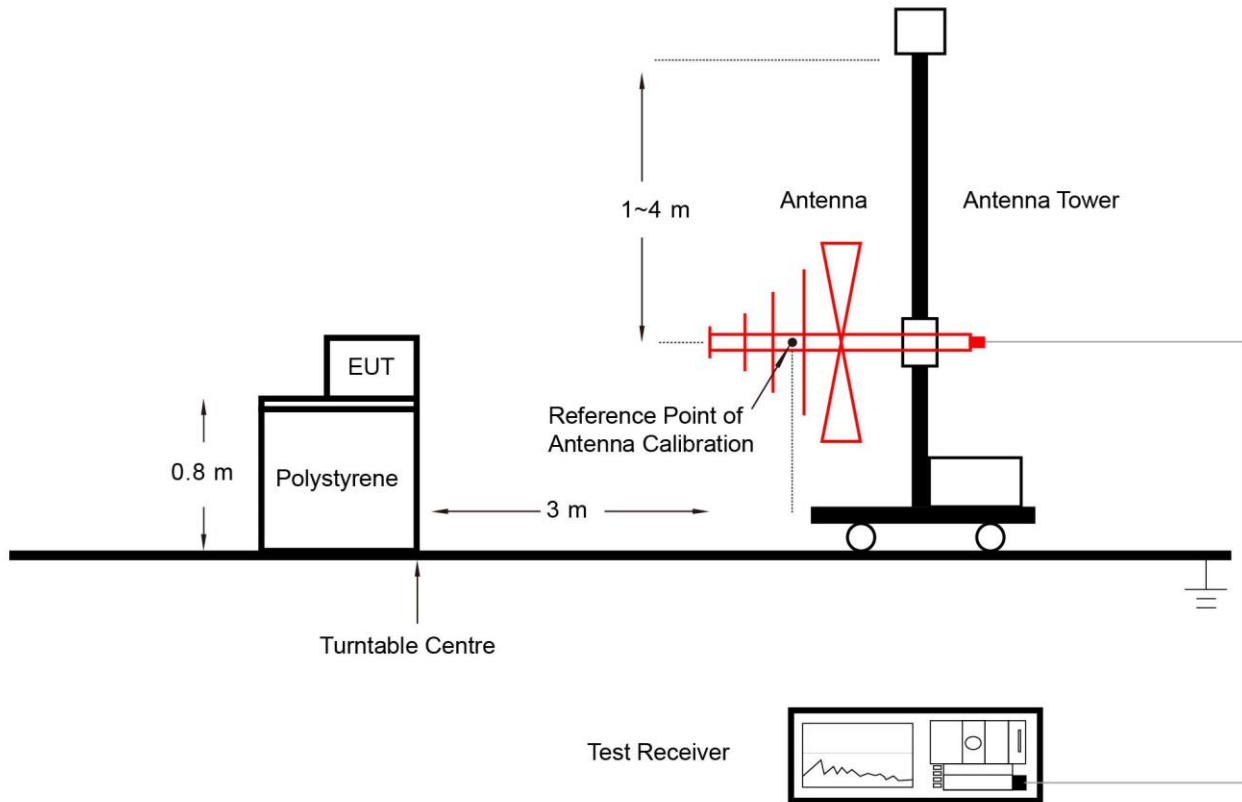 1~4 m
Antenna
Antenna Tower
EUT
Reference Point of
Antenna Calibration
0.8 m
Polystyrene
3 m
Turntable Centre
Test Receiver